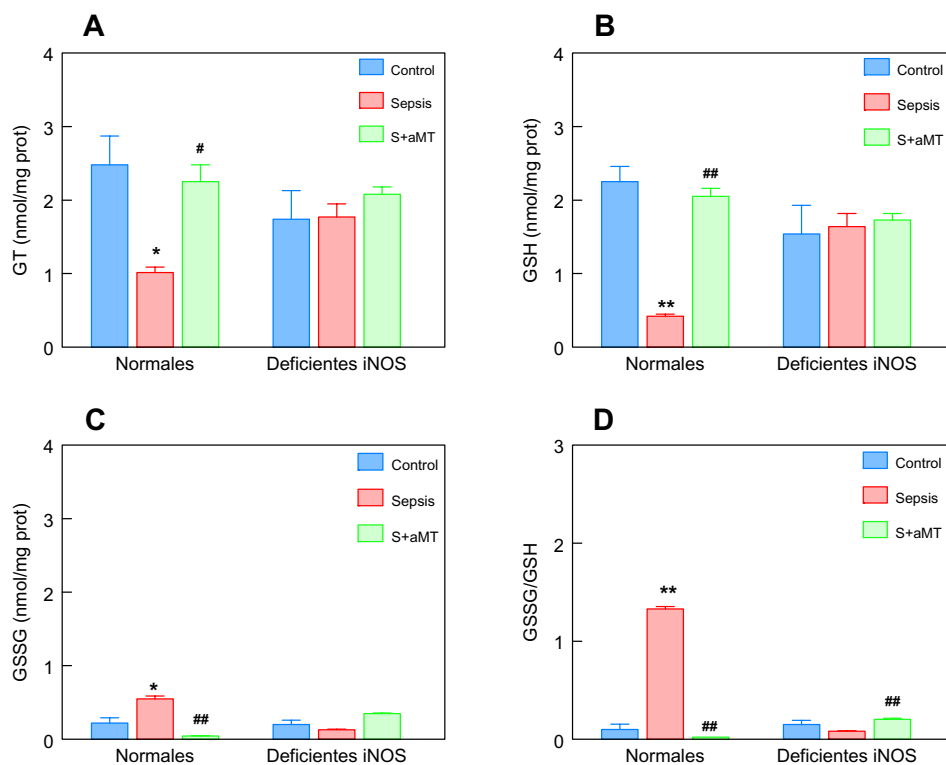 A
GT (nmol/mg prot)
4
3
2
1
0
Control
Sepsis
S+aMT
*
#
Normales
Deficientes iNOS
B
GSH (nmol/mg prot)
4
3
2
1
0
Control
Sepsis
S+aMT
**
##
Normales
Deficientes iNOS
C
GSSG (nmol/mg prot)
4
3
2
1
0
Control
Sepsis
S+aMT
*
##
Normales
Deficientes iNOS
D
GSSG/GSH
3
2
1
0
Control
Sepsis
S+aMT
**
##
##
Normales
Deficientes iNOS